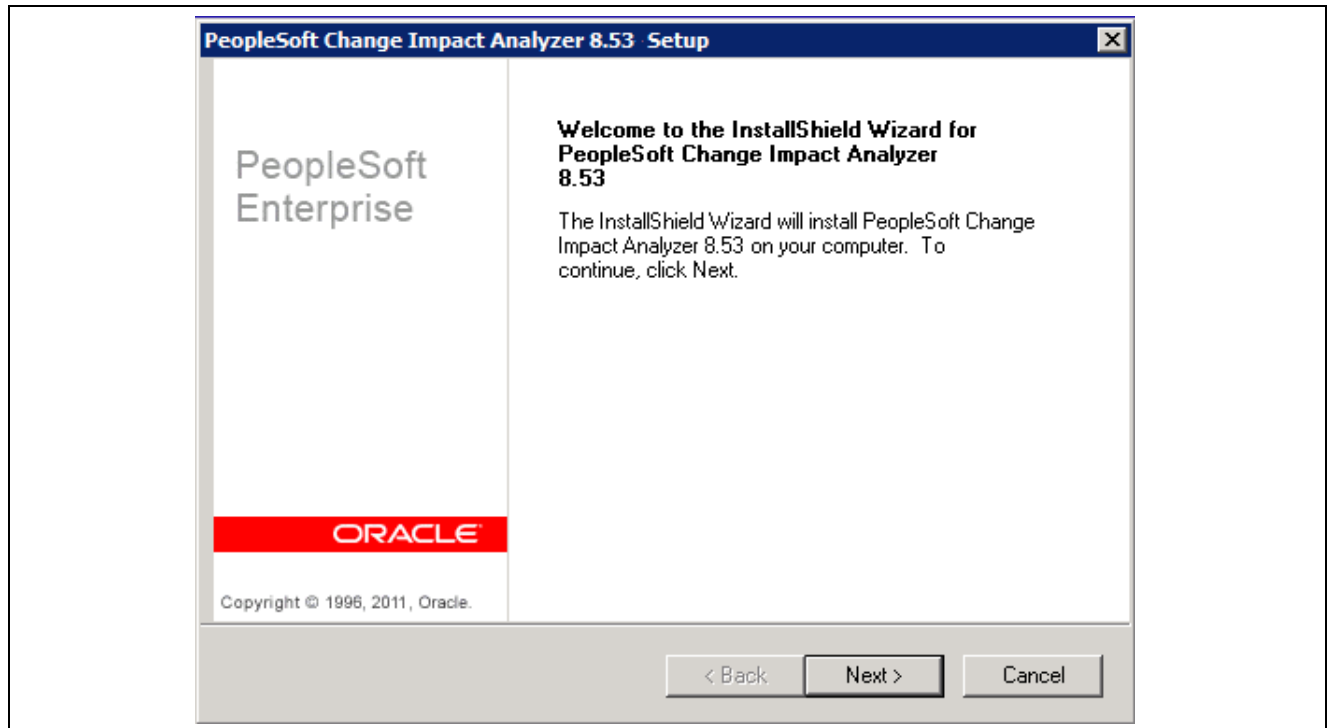 PeopleSoft Change Impact Analyzer 8.53 Setup
PeopleSoft
Enterprise
Welcome to the InstallShield Wizard for
PeopleSoft Change Impact Analyzer
8.53
The InstallShield Wizard will install PeopleSoft Change
Impact Analyzer 8.53 on your computer. To
continue, click Next.
ORACLE
Copyright © 1996, 2011, Oracle.
< Back
Next >
Cancel